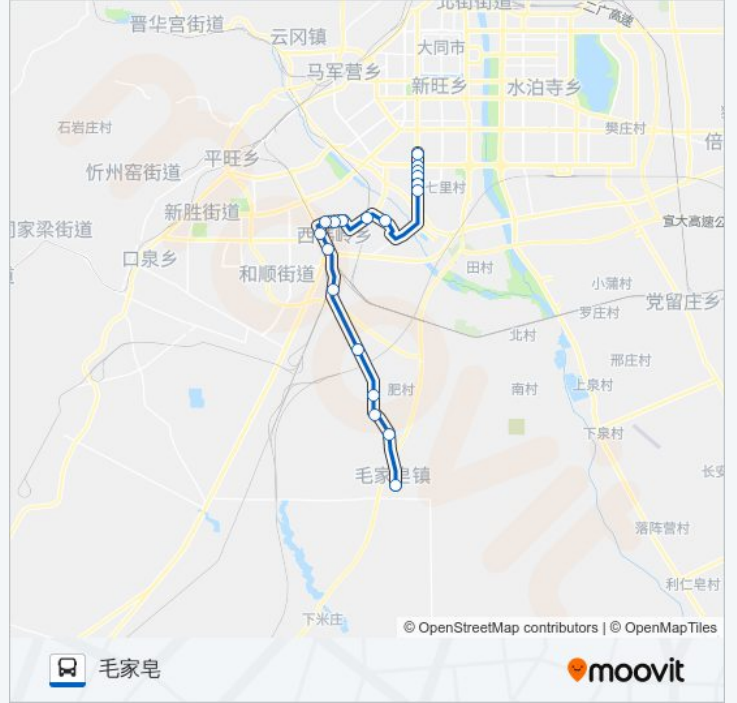 北街街道
二广高速
晋华宫街道
云冈镇
大同市
马军营乡
新旺乡
水泊寺乡
石岩庄村
樊庄村
倍
平旺乡
忻州窑街道
七里村
新胜街道
宣大高速公
家梁街道
口泉乡
和顺街道
田村
小蒲村
党留庄乡
罗庄村
北村
邢庄村
肥村
南村
上泉村
下泉村
毛家皂镇
长安
落阵营村
利仁皂村
下米庄
© OpenStreetMap contributors | © OpenMapTiles
毛家皂
moovit